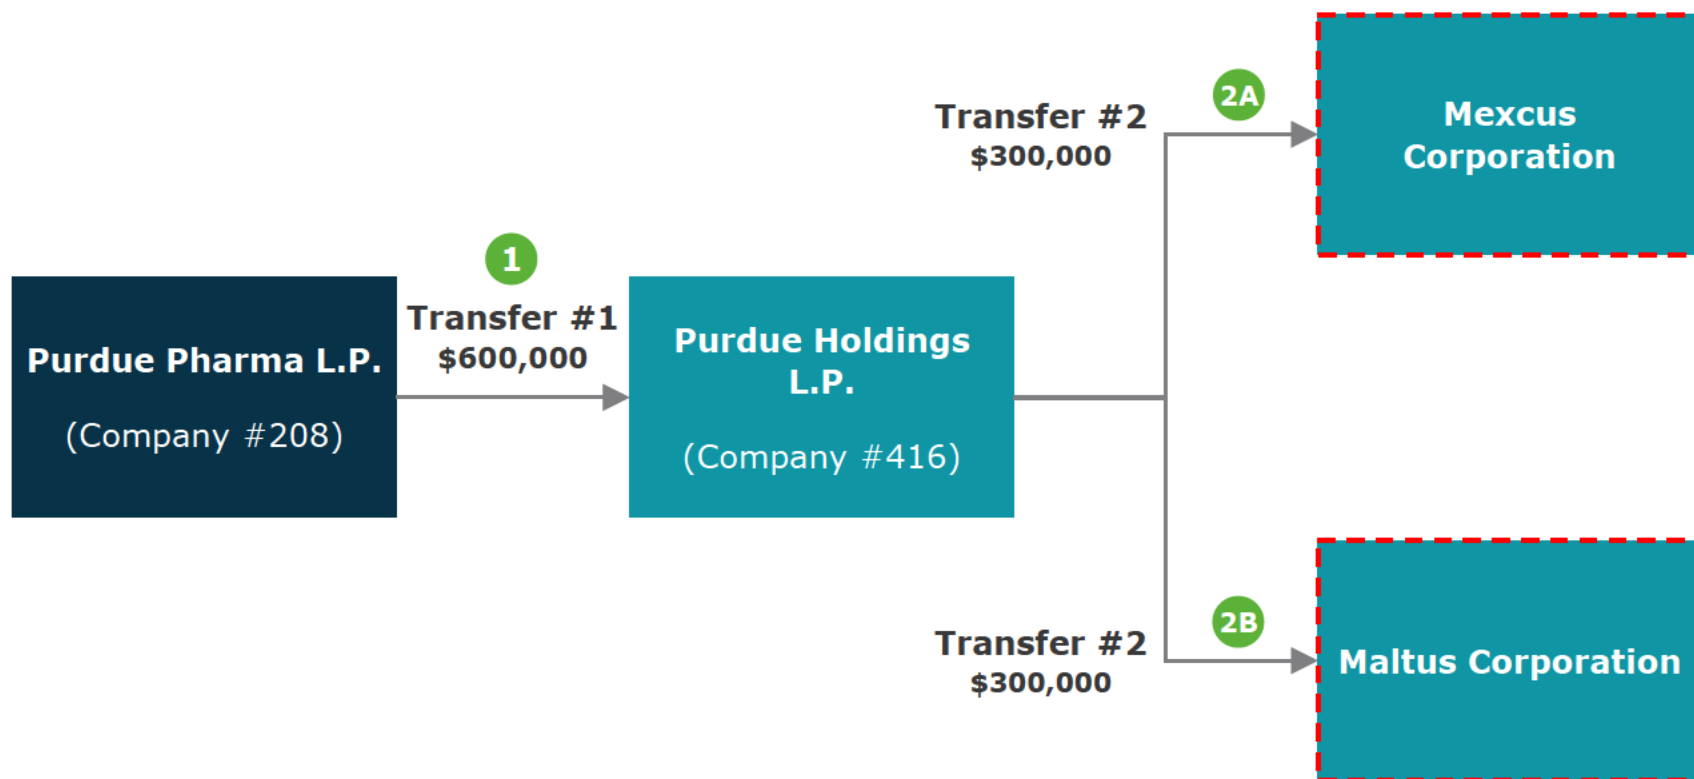 Purdue Pharma L.P.
(Company #208)
1
Transfer #1
$600,000
Purdue Holdings
L.P.
(Company #416)
Transfer #2
$300,000
2A
Mexcus
Corporation
Transfer #2
$300,000
2B
Maltus Corporation